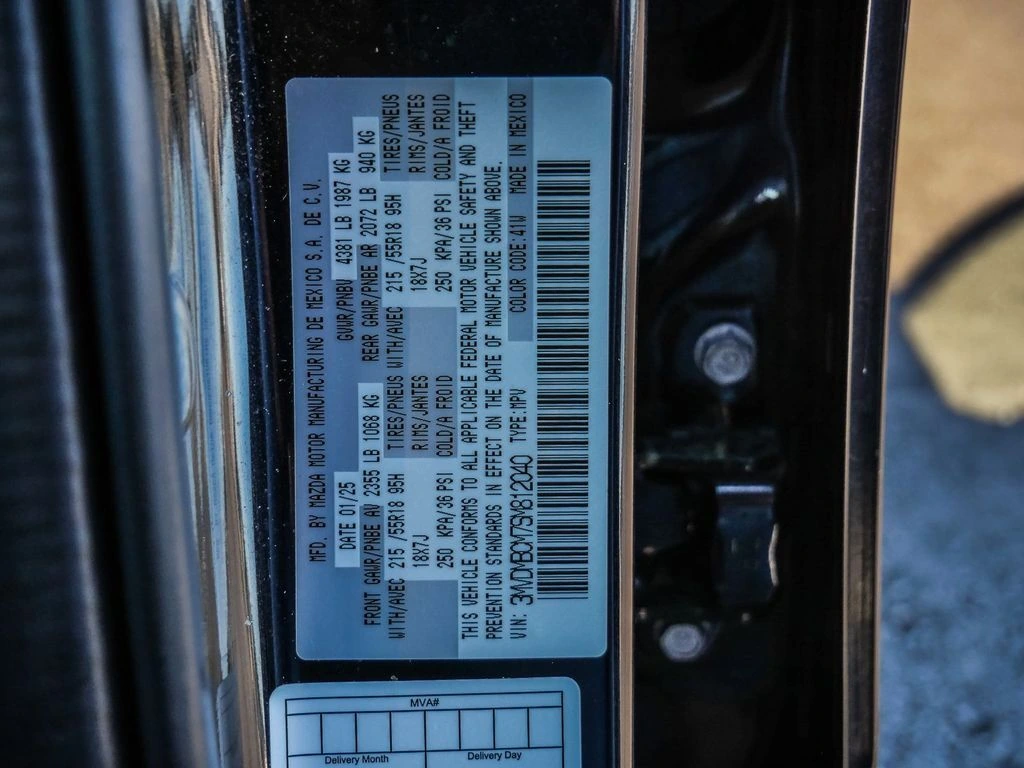 MFD. BY MAZDA MOTOR MANUFACTURING DE MEXICO S.A. DE C.V.
DATE 01/25 GVWR/PNBV 4381 LB 1987 KG
FRONT GAWR/PNBE AV 2355 LB 1068 KG REAR GAWR/PNBE AR 2072 LB 940 KG
WITH/AVEC 215 /55R18 95H TIRES/PNEUS WITH/AVEC 215 /55R18 95H TIRES/PNEUS
18X7J RIMS/JANTES 18X7J RIMS/JANTES
250 KPA/36 PSI COLD/A FROID 250 KPA/36 PSI COLD/A FROID
THIS VEHICLE CONFORMS TO ALL APPLICABLE FEDERAL MOTOR VEHICLE SAFETY AND THEFT
PREVENTION STANDARDS IN EFFECT ON THE DATE OF MANUFACTURE SHOWN ABOVE.
VIN: 3MVDMBCM7SM812040 TYPE:MPV COLOR CODE:41W MADE IN MEXICO
MVA#
Delivery Month Delivery Day